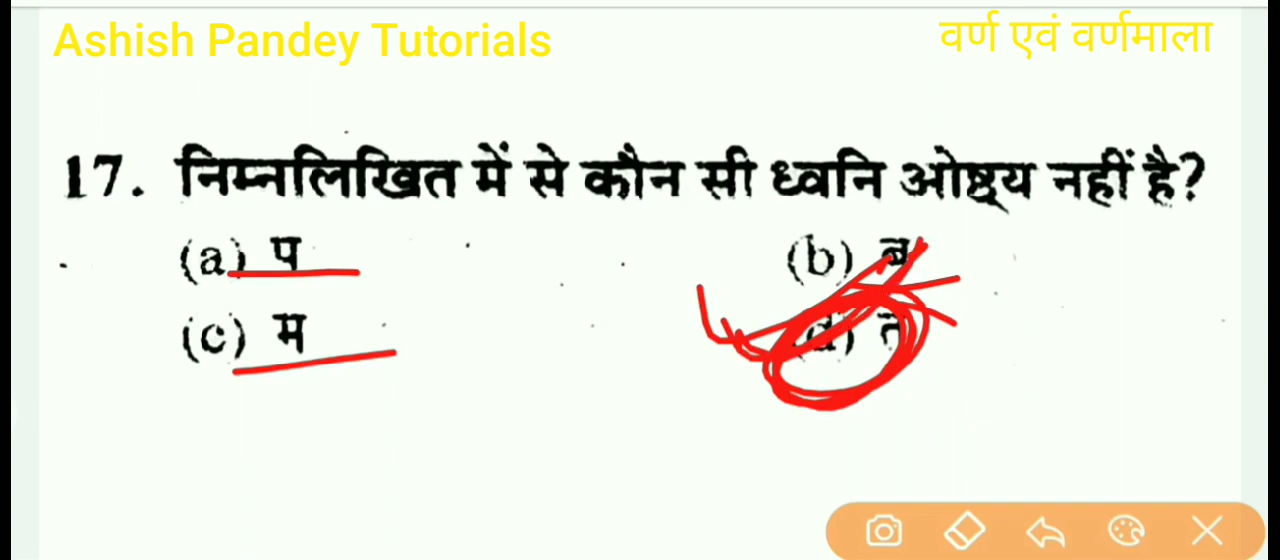 Ashish Pandey Tutorials वर्ण एवं वर्णमाला
17. निम्नलिखित में से कौन सी ध्वनि ओष्ठ्य नहीं है?
(a) प (b) ब
(c) म (d) त